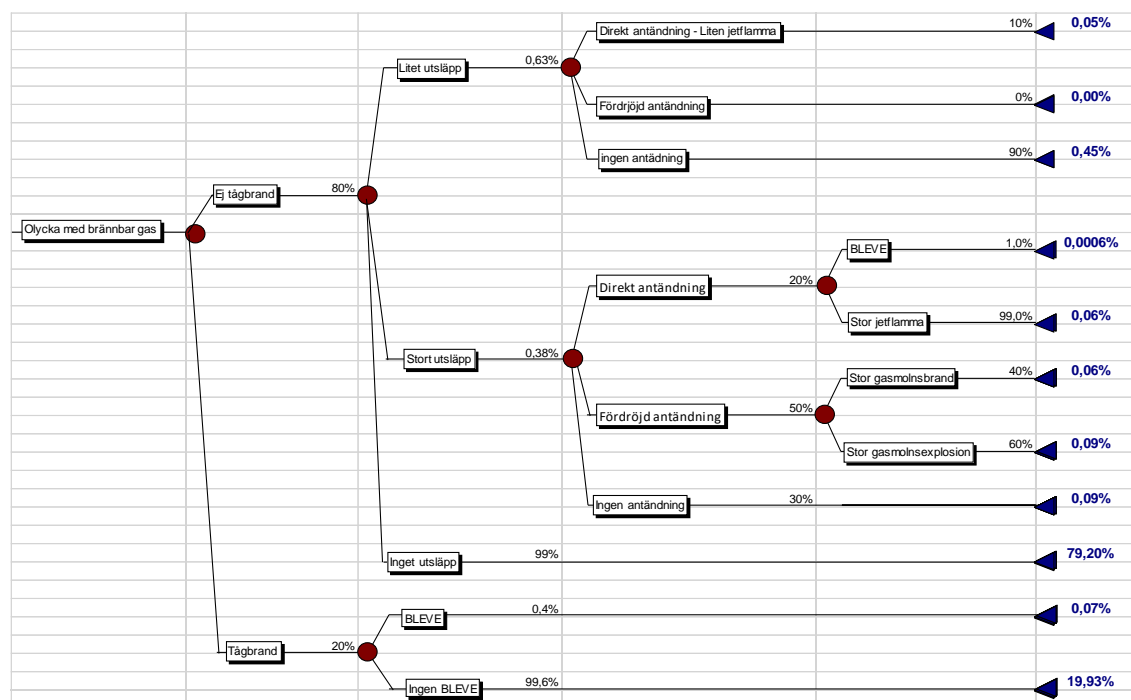 Direkt antändning - Liten jetflamma 10% 0,05%
Litet utsläpp 0,63%
Fördröjd antändning 0% 0,00%
ingen antädning 90% 0,45%
Ej tågbrand 80%
Olycka med brännbar gas
BLEVE 1,0% 0,0006%
Direkt antändning 20%
Stor jetflamma 99,0% 0,06%
Stort utsläpp 0,38%
Stor gasmolnsbrand 40% 0,06%
Fördröjd antändning 50%
Stor gasmolnsexplosion 60% 0,09%
Ingen antändning 30% 0,09%
Inget utsläpp 99% 79,20%
BLEVE 0,4% 0,07%
Tågbrand 20%
Ingen BLEVE 99,6% 19,93%